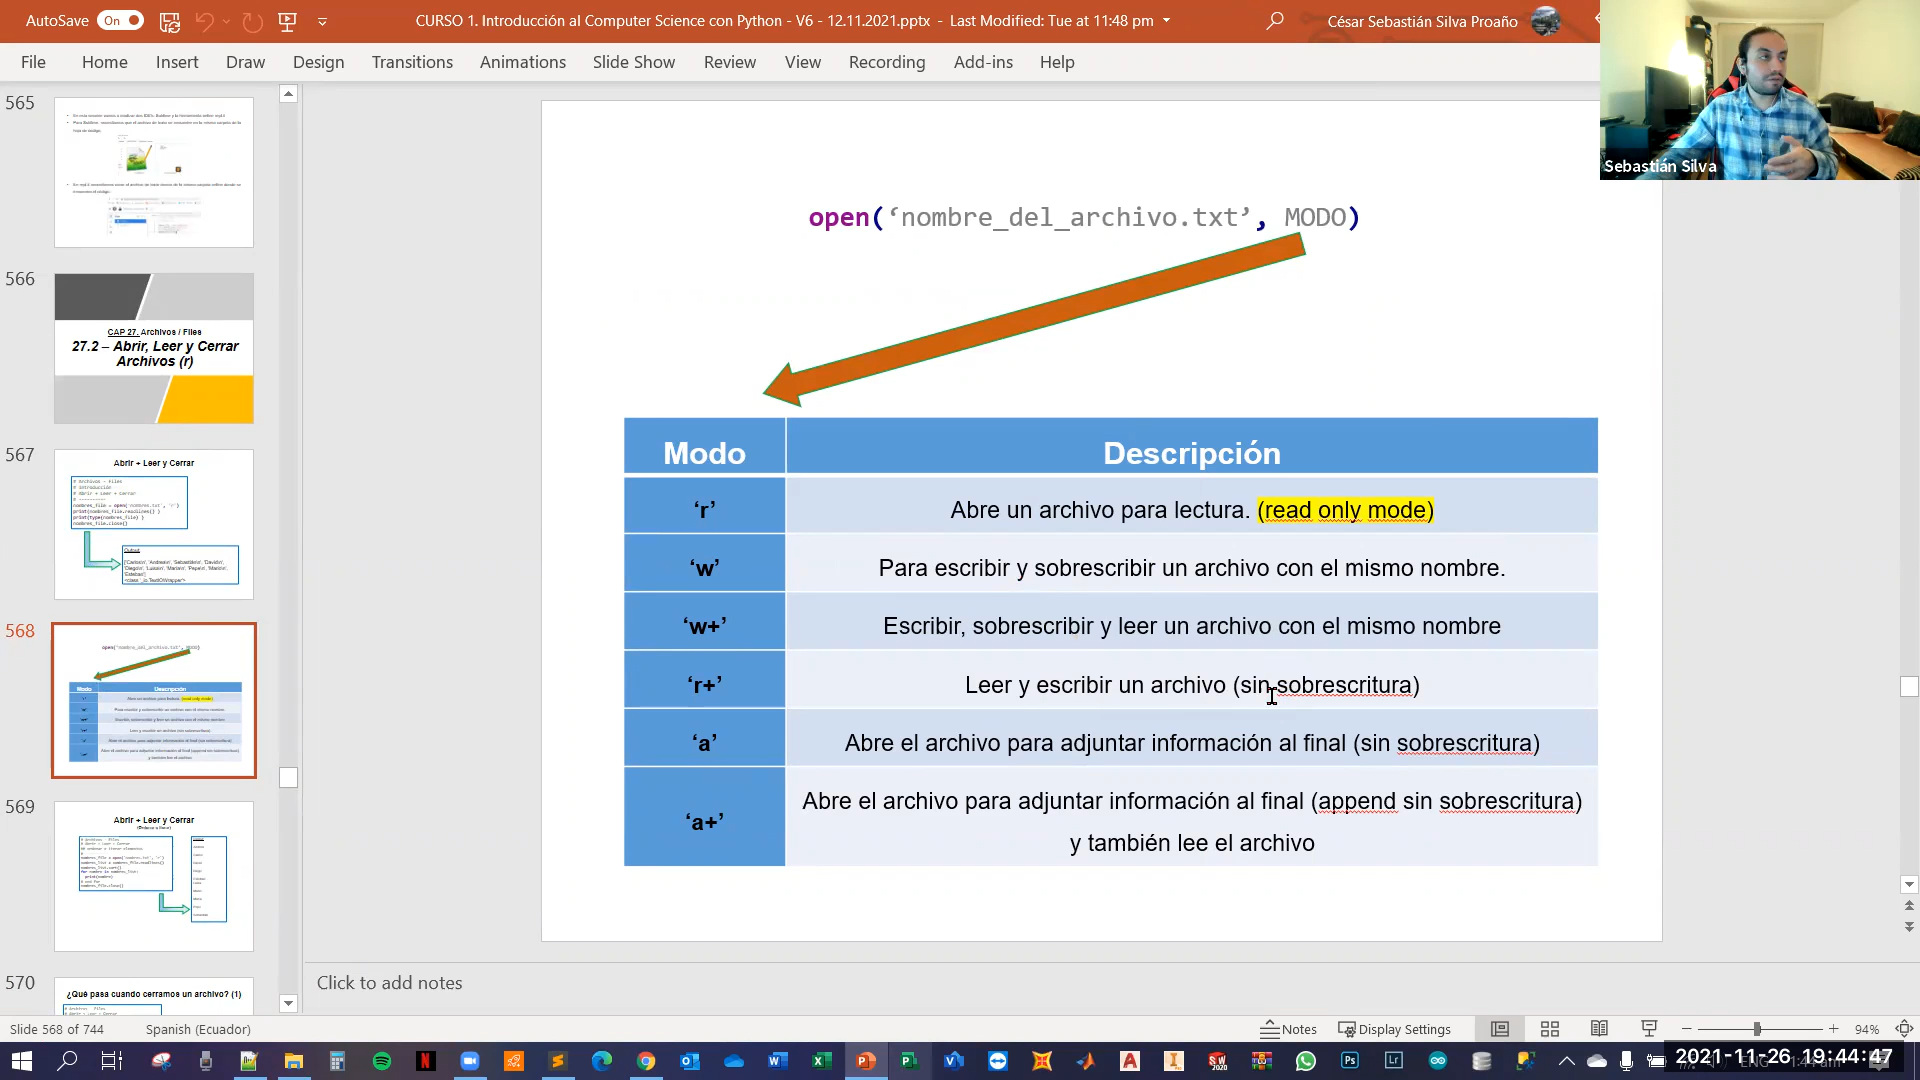 AutoSave On
CURSO 1. Introducción al Computer Science con Python - V6 - 12.11.2021.pptx - Last Modified: Tue at 11:48 pm
César Sebastián Silva Proaño
File Home Insert Draw Design Transitions Animations Slide Show Review View Recording Add-ins Help
Sebastián Silva
565
566
CAP 27. Archivos / Files
27.2 – Abrir, Leer y Cerrar
Archivos (r)
567
Abrir + Leer y Cerrar
568
569
Abrir + Leer y Cerrar
570
¿Qué pasa cuando cerramos un archivo? (1)
open(‘nombre_del_archivo.txt’, MODO)
Modo Descripción
‘r’ Abre un archivo para lectura. (read only mode)
‘w’ Para escribir y sobrescribir un archivo con el mismo nombre.
‘w+’ Escribir, sobrescribir y leer un archivo con el mismo nombre
‘r+’ Leer y escribir un archivo (sin sobrescritura)
‘a’ Abre el archivo para adjuntar información al final (sin sobrescritura)
‘a+’ Abre el archivo para adjuntar información al final (append sin sobrescritura)
y también lee el archivo
Click to add notes
Slide 568 of 744 Spanish (Ecuador) Notes Display Settings 94%
2021-11-26 19:44:47